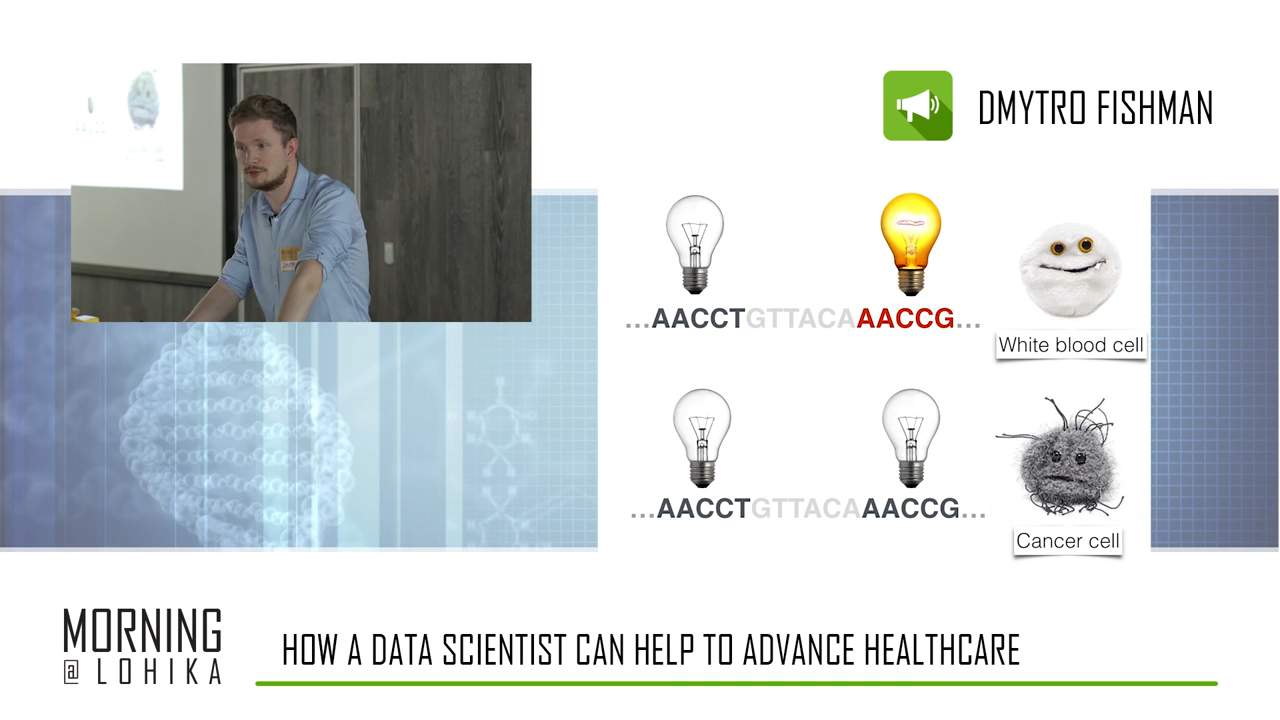 DMYTRO FISHMAN
...AACCTGTTACAAACCG...
White blood cell
...AACCTGTTACAAACCG...
Cancer cell
MORNING
@ LOHIKA
HOW A DATA SCIENTIST CAN HELP TO ADVANCE HEALTHCARE